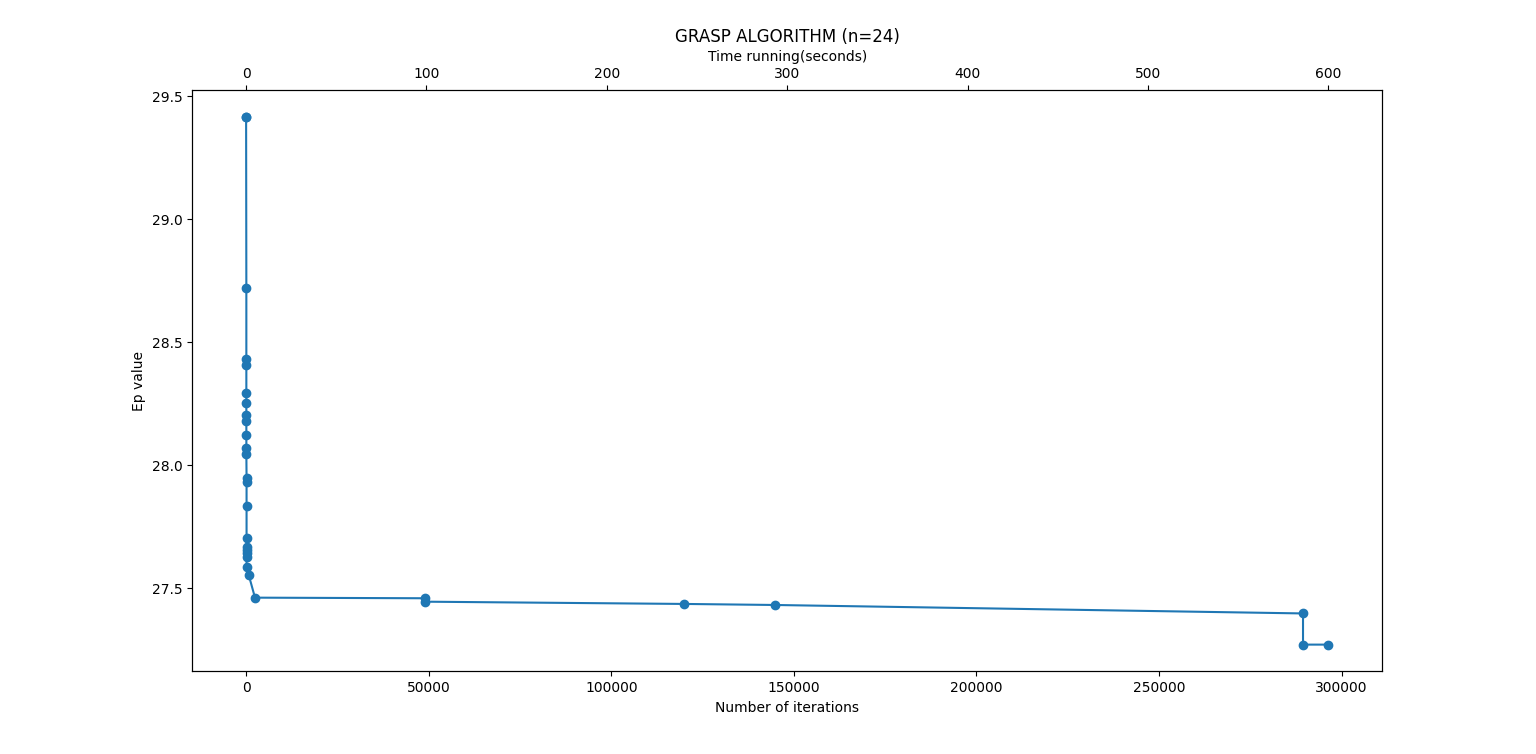 GRASP ALGORITHM (n=24)
Time running(seconds)
0 100 200 300 400 500 600
29.5
29.0
28.5
28.0
27.5
Ep value
0 50000 100000 150000 200000 250000 300000
Number of iterations